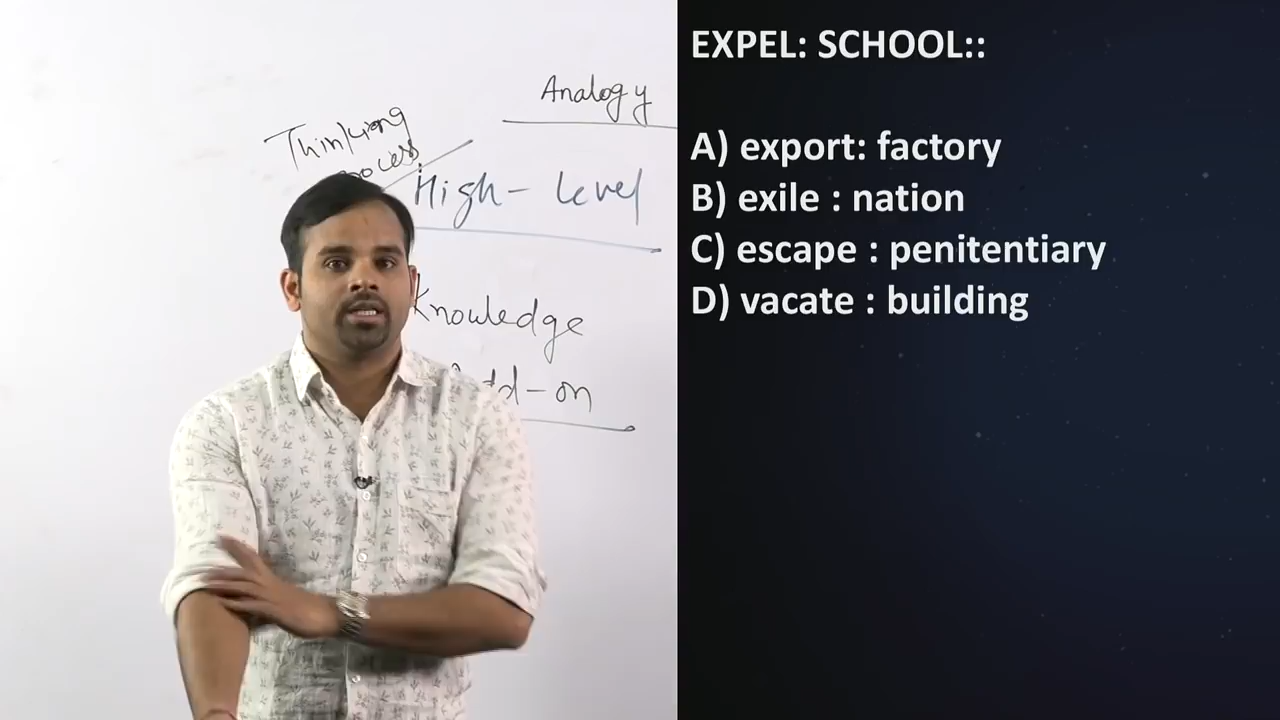 Analogy
Thinking
High - Level
Knowledge
EXPEL: SCHOOL::
A) export: factory
B) exile : nation
C) escape : penitentiary
D) vacate : building